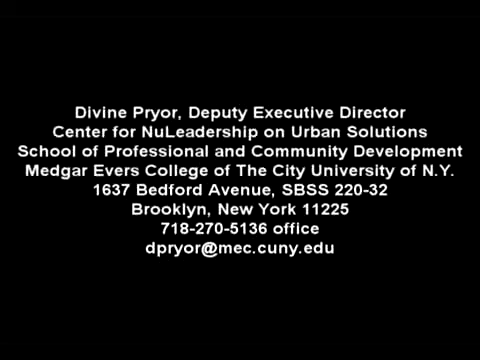 Divine Pryor, Deputy Executive Director
Center for NuLeadership on Urban Solutions
School of Professional and Community Development
Medgar Evers College of The City University of N.Y.
1637 Bedford Avenue, SBSS 220-32
Brooklyn, New York 11225
718-270-5136 office
dpryor@mec.cuny.edu